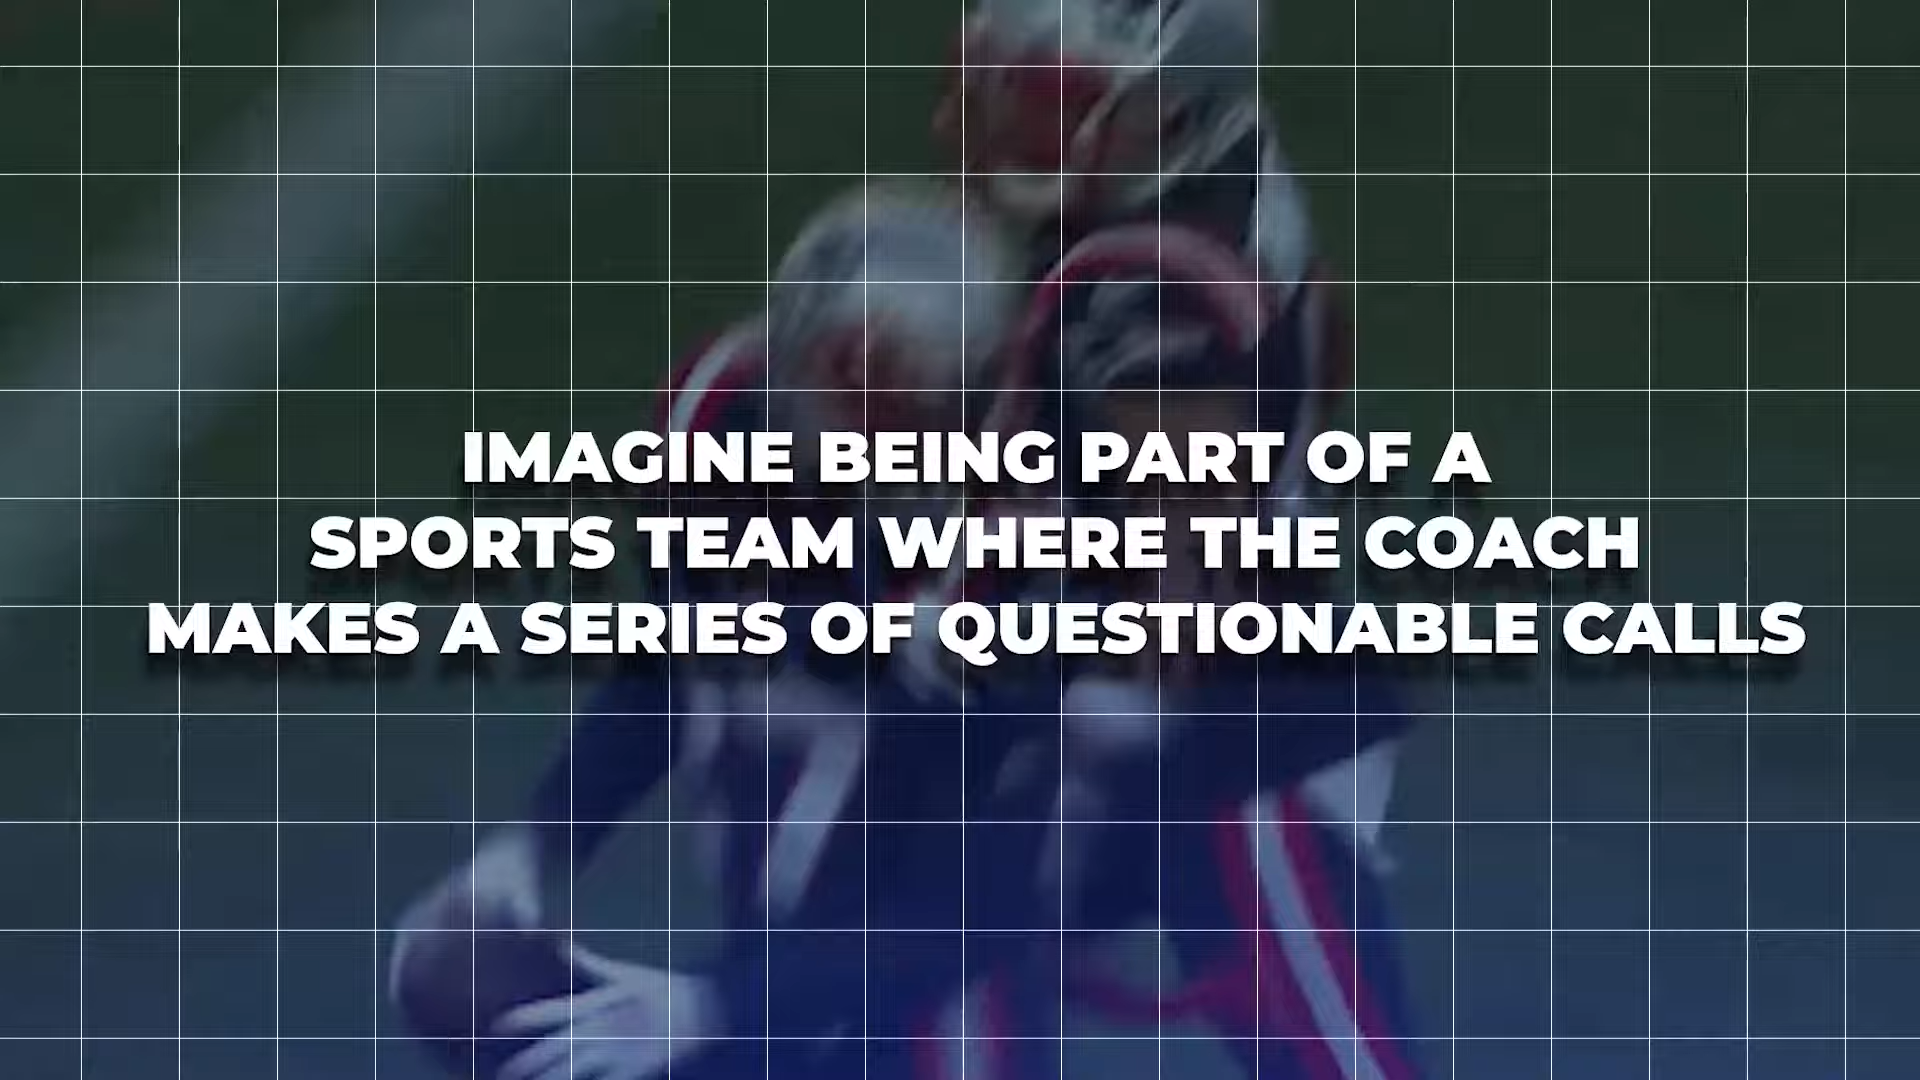 IMAGINE BEING PART OF A
SPORTS TEAM WHERE THE COACH
MAKES A SERIES OF QUESTIONABLE CALLS